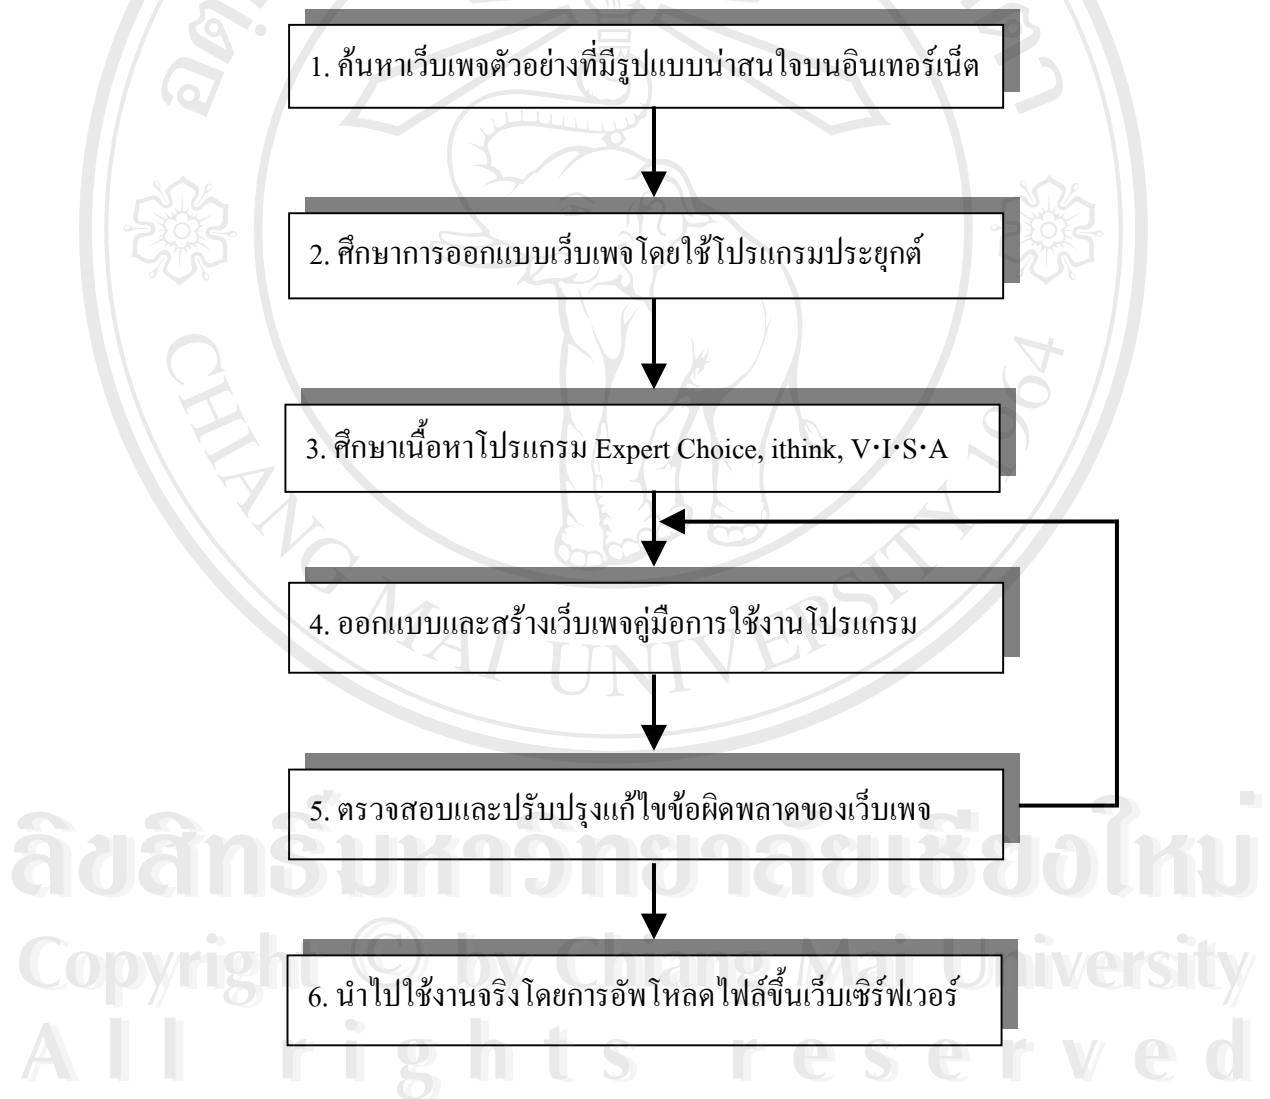 1. ค้นหาเว็บเพจตัวอย่างที่มีรูปแบบน่าสนใจบนอินเทอร์เน็ต
2. ศึกษาการออกแบบเว็บเพจโดยใช้โปรแกรมประยุกต์
3. ศึกษาเนื้อหาโปรแกรม Expert Choice, ithink, V·I·S·A
4. ออกแบบและสร้างเว็บเพจคู่มือการใช้งานโปรแกรม
CHIANG MAI UNIVERSITY 1964
5. ตรวจสอบและปรับปรุงแก้ไขข้อผิดพลาดของเว็บเพจ
ลิขสิทธิ์มหาวิทยาลัยเชียงใหม่
Copyright © by Chiang Mai University
6. นำไปใช้งานจริงโดยการอัพโหลดไฟล์ขึ้นเว็บเซิร์ฟเวอร์
All rights reserved